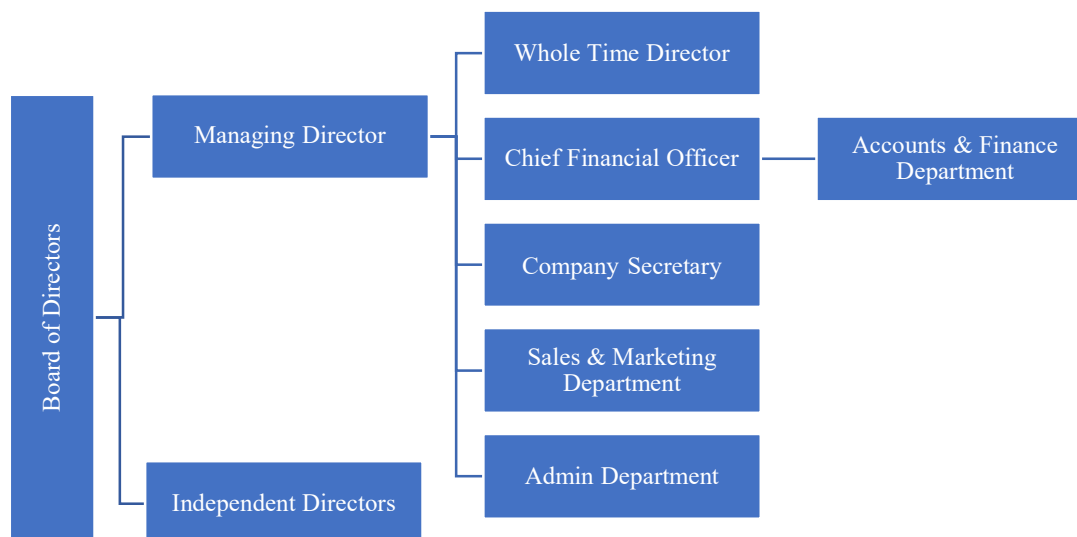 Board of Directors
Managing Director
Independent Directors
Whole Time Director
Chief Financial Officer
Company Secretary
Sales & Marketing
Department
Admin Department
Accounts & Finance
Department